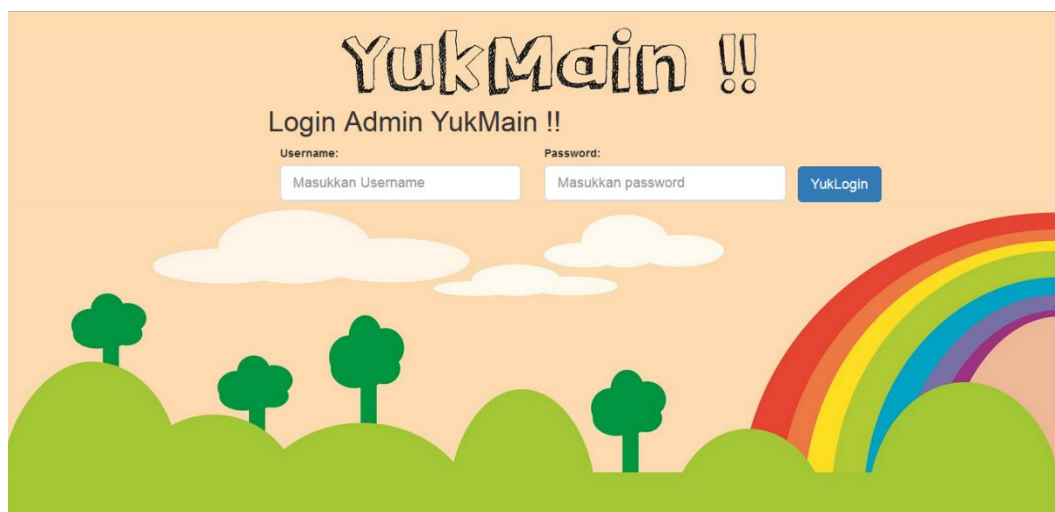 YukMain !!
Login Admin YukMain !!
Username: Password:
Masukkan Username Masukkan password YukLogin